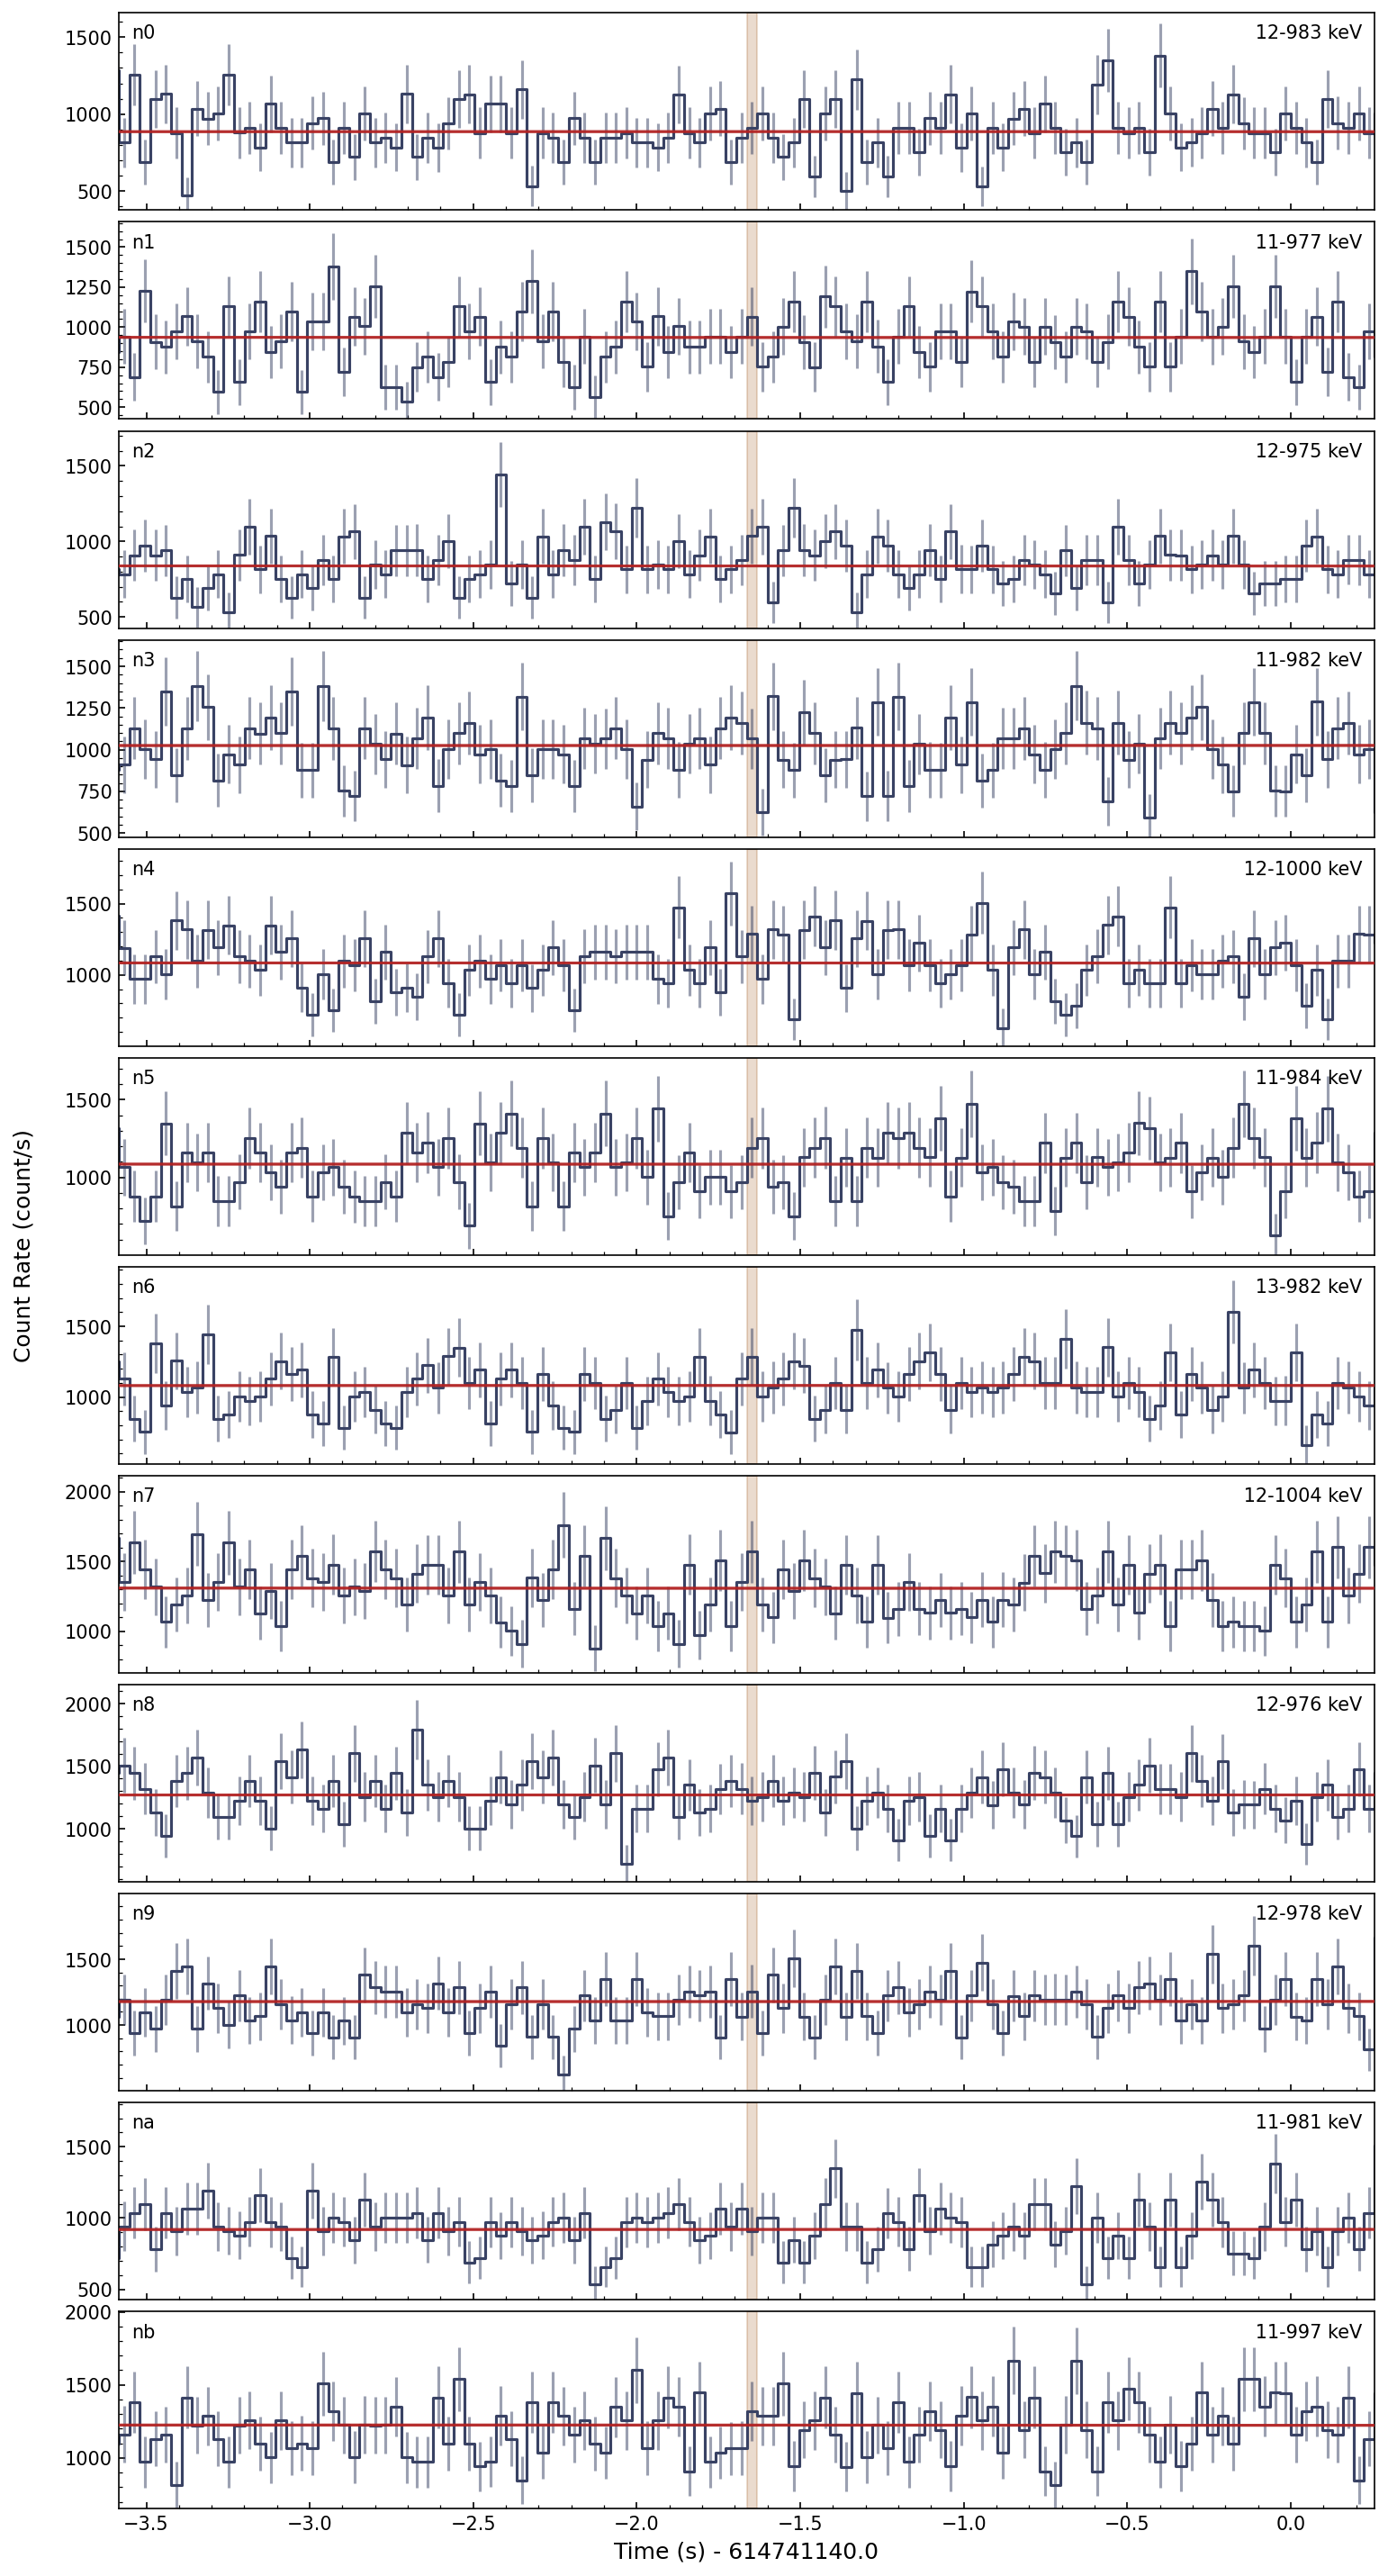 n0 12-983 keV
1500
1000
500
n1 11-977 keV
1500
1250
1000
750
500
n2 12-975 keV
1500
1000
500
n3 11-982 keV
1500
1250
1000
750
500
n4 12-1000 keV
1500
1000
n5 11-984 keV
1500
1000
n6 13-982 keV
1500
1000
n7 12-1004 keV
2000
1500
1000
n8 12-976 keV
2000
1500
1000
n9 12-978 keV
1500
1000
na 11-981 keV
1500
1000
500
nb 11-997 keV
2000
1500
1000
Count Rate (count/s)
−3.5 −3.0 −2.5 −2.0 −1.5 −1.0 −0.5 0.0
Time (s) - 614741140.0